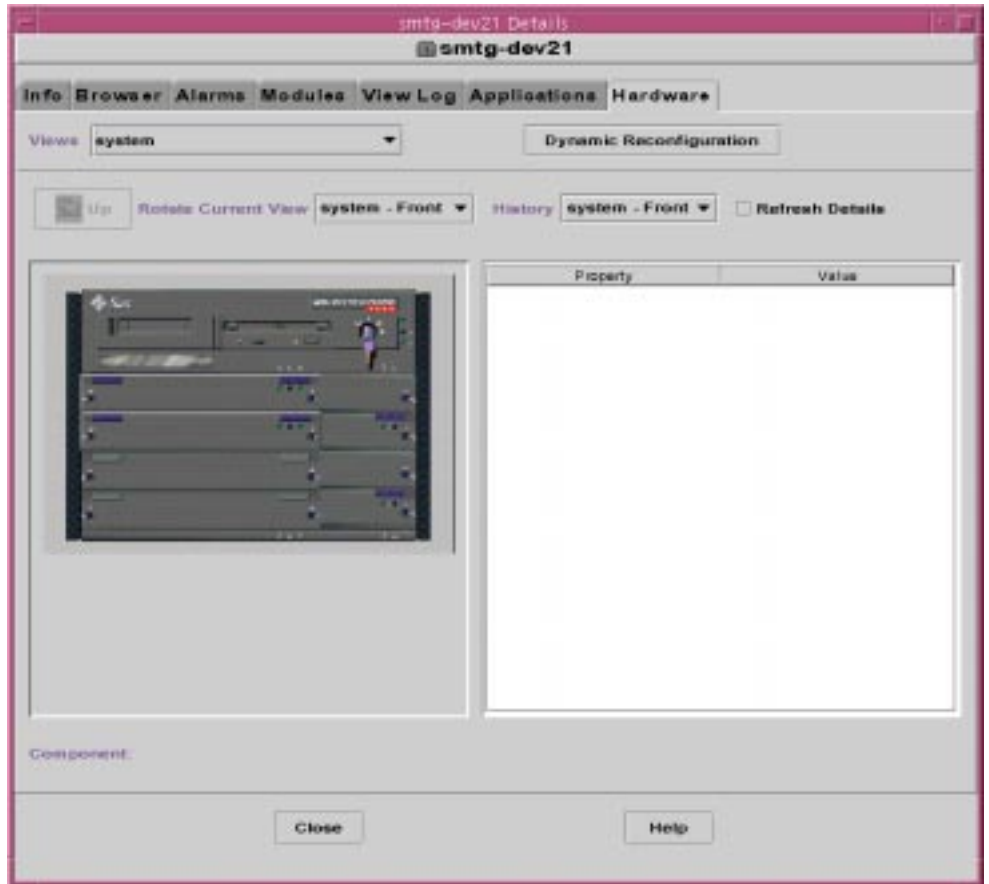 smtg-dev21 Details
smtg-dev21
Info Browser Alarms Modules View Log Applications Hardware
Views system Dynamic Reconfiguration
Up Rotate Current View system - Front History system - Front Refresh Details
Property Value
Sun
Component:
Close Help